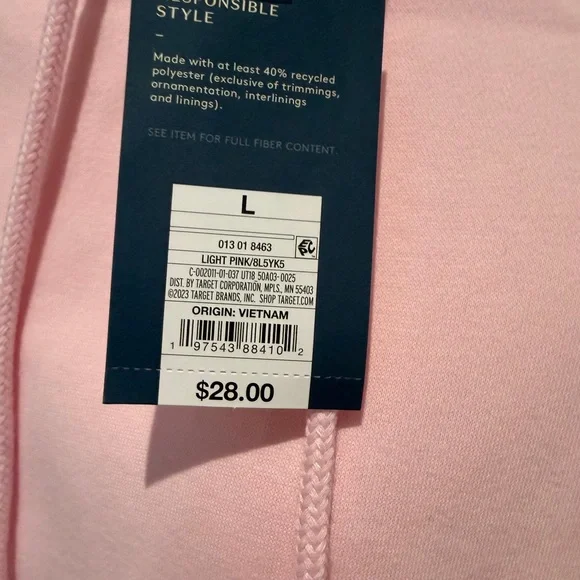 RESPONSIBLE
STYLE
–
Made with at least 40% recycled
polyester (exclusive of trimmings,
ornamentation, interlinings
and linings).
SEE ITEM FOR FULL FIBER CONTENT.
L
013 01 8463
LIGHT PINK/8L5YK5
C-002011-01-037 UT18_50A03-0025
DIST. BY TARGET CORPORATION, MPLS., MN 55403
©2023 TARGET BRANDS, INC. SHOP TARGET.COM
ORIGIN: VIETNAM
1 97543 88410 2
$28.00